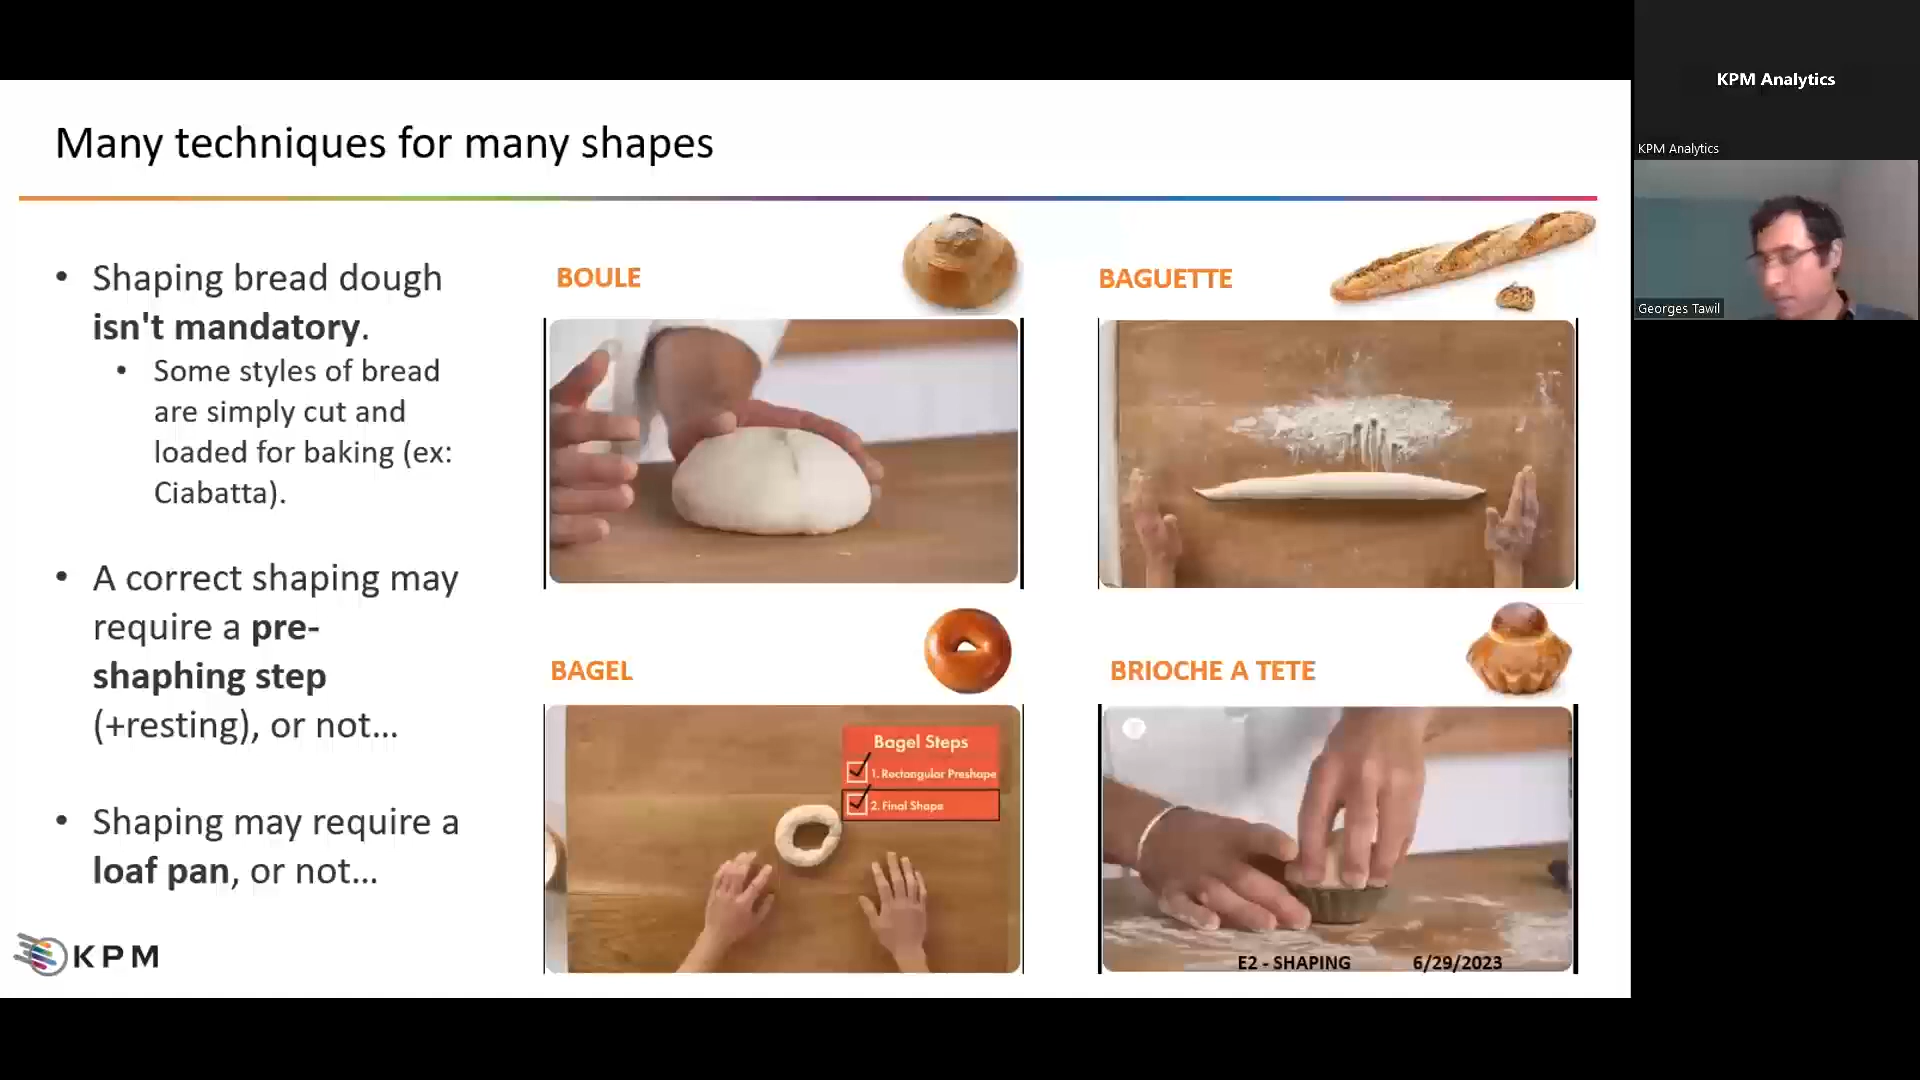 KPM Analytics
KPM Analytics
Georges Tawil
Many techniques for many shapes
• Shaping bread dough
isn't mandatory.
• Some styles of bread
are simply cut and
loaded for baking (ex:
Ciabatta).
• A correct shaping may
require a pre-
shaphing step
(+resting), or not...
• Shaping may require a
loaf pan, or not...
BOULE
BAGUETTE
BAGEL
Bagel Steps
1. Rectangular Preshape
2. Final Shape
BRIOCHE A TETE
KPM
E2 - SHAPING 6/29/2023